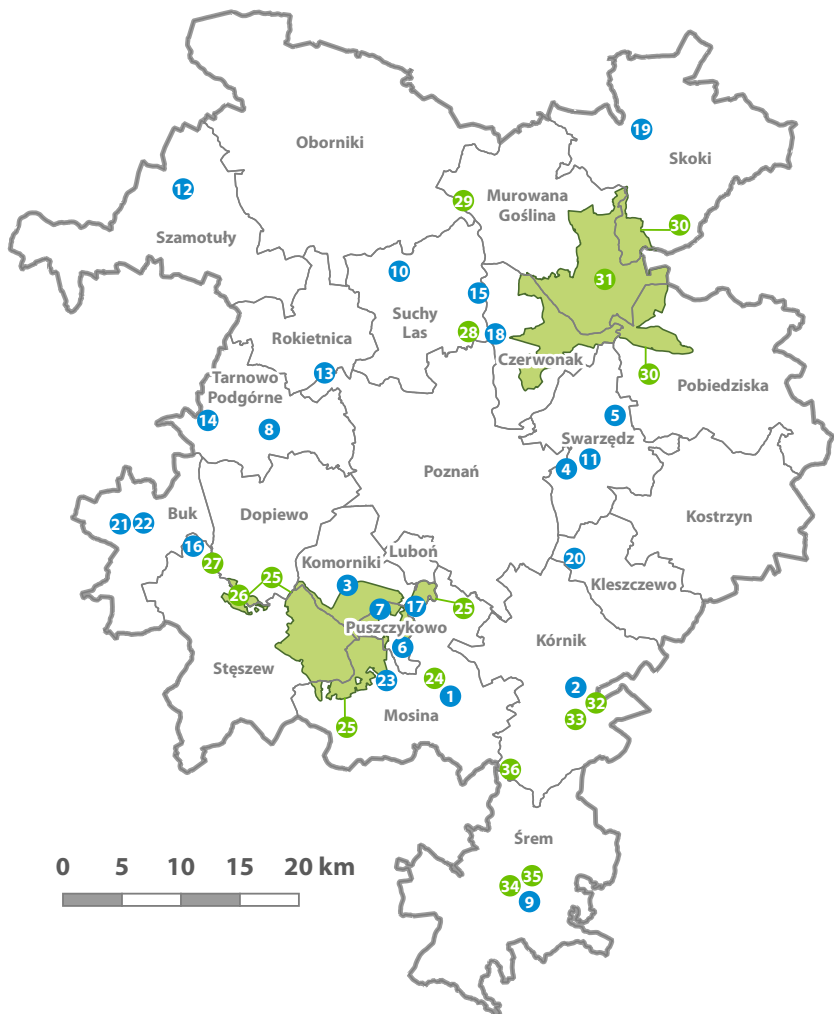 19
Oborniki
Skoki
12
Murowana
Goślina
29
30
Szamotuły
10
31
15
Suchy
Las
28
18
Rokietnica
Czerwonak
13
30
Tarnowo
Podgórne
Pobiedziska
14
8
5
Swarzędz
11
4
Poznań
Buk
Dopiewo
Kostrzyn
21
22
16
Luboń
Komorniki
27
20
25
3
Kleszczewo
26
17
7
25
Puszczykowo
Kórnik
6
Stęszew
24
23
2
1
32
Mosina
33
25
36
Śrem
0 5 10 15 20 km
35
34
9